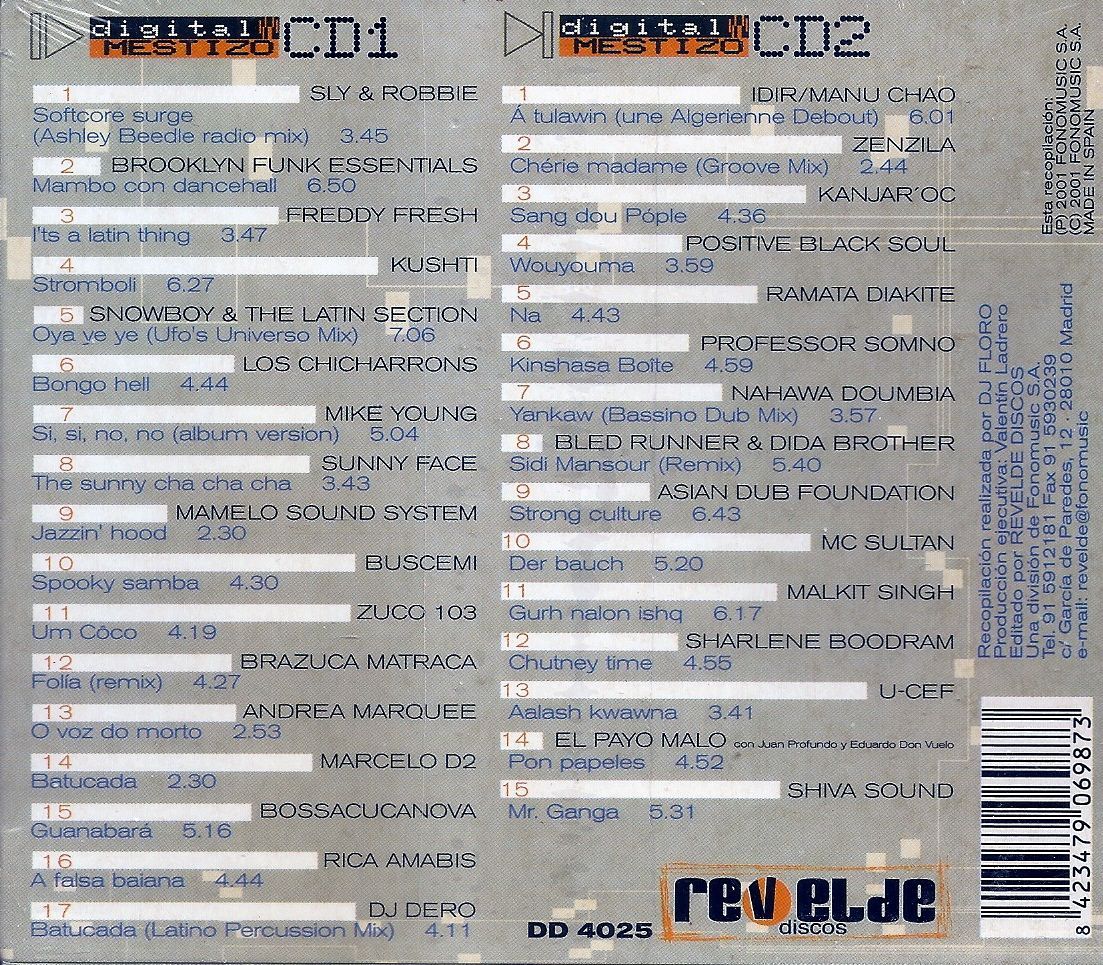 digital
MESTIZO
CD1
1 SLY & ROBBIE
Softcore surge
(Ashley Beedle radio mix) 3.45
2 BROOKLYN FUNK ESSENTIALS
Mambo con dancehall 6.50
3 FREDDY FRESH
I'ts a latin thing 3.47
4 KUSHTI
Stromboli 6.27
5 SNOWBOY & THE LATIN SECTION
Oya ye ye (Ufo's Universo Mix) 7.06
6 LOS CHICHARRONS
Bongo hell 4.44
7 MIKE YOUNG
Si, si, no, no (album version) 5.04
8 SUNNY FACE
The sunny cha cha cha 3.43
9 MAMELO SOUND SYSTEM
Jazzin' hood 2.30
10 BUSCEMI
Spooky samba 4.30
11 ZUCO 103
Um Côco 4.19
12 BRAZUCA MATRACA
Folía (remix) 4.27
13 ANDREA MARQUEE
O voz do morto 2.53
14 MARCELO D2
Batucada 2.30
15 BOSSACUCANOVA
Guanabará 5.16
16 RICA AMABIS
A falsa baiana 4.44
17 DJ DERO
Batucada (Latino Percussion Mix) 4.11
digital
MESTIZO
CD2
1 IDIR/MANU CHAO
Á tulawin (une Algerienne Debout) 6.01
2 ZENZILA
Chérie madame (Groove Mix) 2.44
3 KANJAR´OC
Sang dou Póple 4.36
4 POSITIVE BLACK SOUL
Wouyouma 3.59
5 RAMATA DIAKITE
Na 4.43
6 PROFESSOR SOMNO
Kinshasa Boîte 4.59
7 NAHAWA DOUMBIA
Yankaw (Bassino Dub Mix) 3.57
8 BLED RUNNER & DIDA BROTHER
Sidi Mansour (Remix) 5.40
9 ASIAN DUB FOUNDATION
Strong culture 6.43
10 MC SULTAN
Der bauch 5.20
11 MALKIT SINGH
Gurh nalon ishq 6.17
12 SHARLENE BOODRAM
Chutney time 4.55
13 U-CEF
Aalash kwawna 3.41
14 EL PAYO MALO con Juan Profundo y Eduardo Don Vuelo
Pon papeles 4.52
15 SHIVA SOUND
Mr. Ganga 5.31
DD 4025
revelde
discos
Esta recopilación:
(P) 2001 FONOMUSIC S.A.
(C) 2001 FONOMUSIC S.A.
MADE IN SPAIN
Recopilación realizada por DJ FLORO
Producción ejecutiva: Valentín Ladrero
Editado por REVELDE DISCOS
Una división de Fonomusic S.A.
Tel. 91 5912181 Fax 91 5930239
c/ García de Paredes, 12 · 28010 Madrid
e-mail: revelde@fonomusic
8 423479 069873